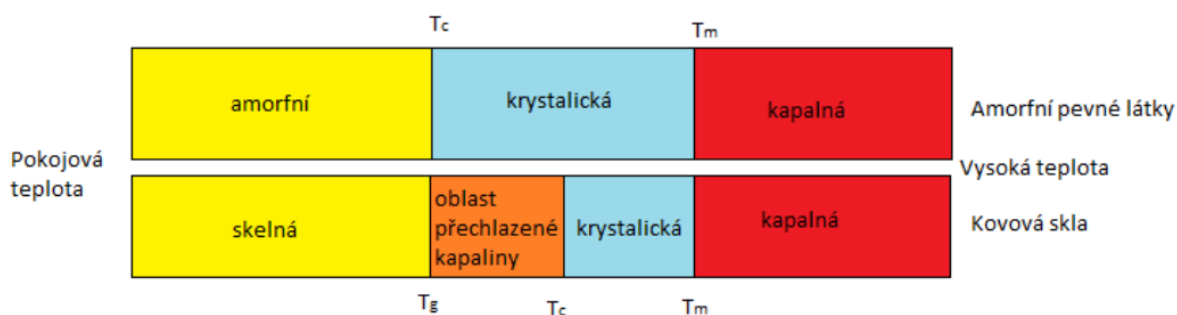 Tc
Tm
amorfní
krystalická
kapalná
Amorfní pevné látky
Pokojová
teplota
Vysoká teplota
skelná
oblast
přechlazené
kapaliny
krystalická
kapalná
Kovová skla
Tg
Tc
Tm